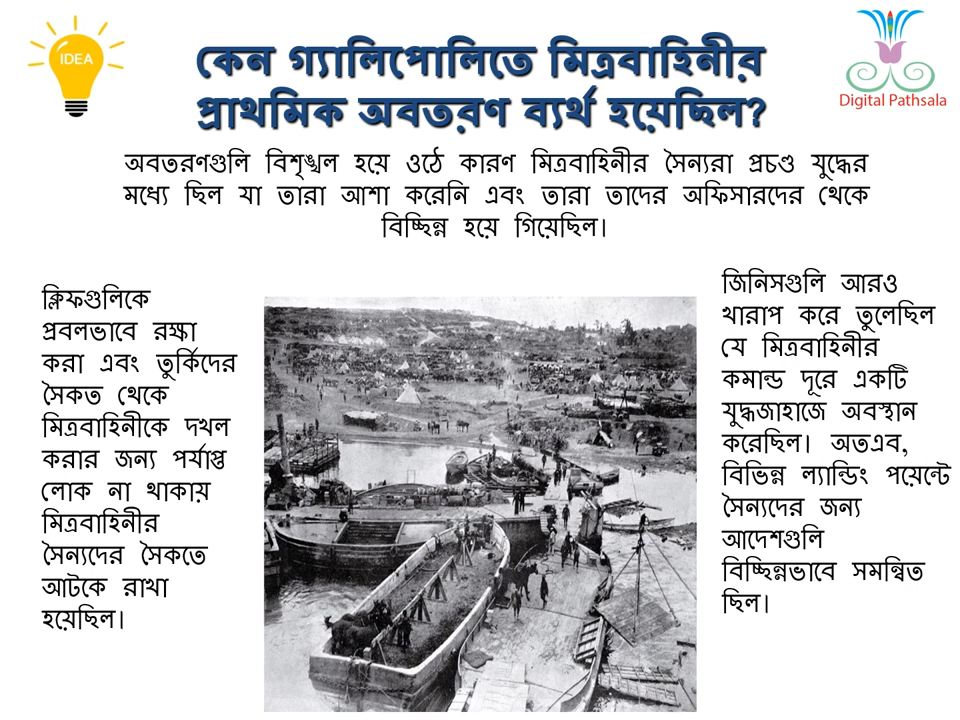 IDEA
কেন গ্যালিপোলিতে মিত্রবাহিনীর
প্রাথমিক অবতরণ ব্যর্থ হয়েছিল?
Digital Pathsala
অবতরণগুলি বিশৃঙ্খল হয়ে ওঠে কারণ মিত্রবাহিনীর সৈন্যরা প্রচণ্ড যুদ্ধের
মধ্যে ছিল যা তারা আশা করেনি এবং তারা তাদের অফিসারদের থেকে
বিচ্ছিন্ন হয়ে গিয়েছিল।
ক্লিফগুলিকে
প্রবলভাবে রক্ষা
করা এবং তুর্কিদের
সৈকত থেকে
মিত্রবাহিনীকে দখল
করার জন্য পর্যাপ্ত
লোক না থাকায়
মিত্রবাহিনীর
সৈন্যদের সৈকতে
আটকে রাখা
হয়েছিল।
জিনিসগুলি আরও
খারাপ করে তুলেছিল
যে মিত্রবাহিনীর
কমান্ড দূরে একটি
যুদ্ধজাহাজে অবস্থান
করেছিল। অতএব,
বিভিন্ন ল্যান্ডিং পয়েন্টে
সৈন্যদের জন্য
আদেশগুলি
বিচ্ছিন্নভাবে সমন্বিত
ছিল।